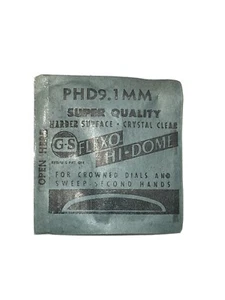 PHD9.1MM
SUPER QUALITY
HARDER SURFACE - CRYSTAL CLEAR
G-S
FLEXO
HI-DOME
FOR CROWNED DIALS AND
SWEEP-SECOND HANDS
OPEN HERE